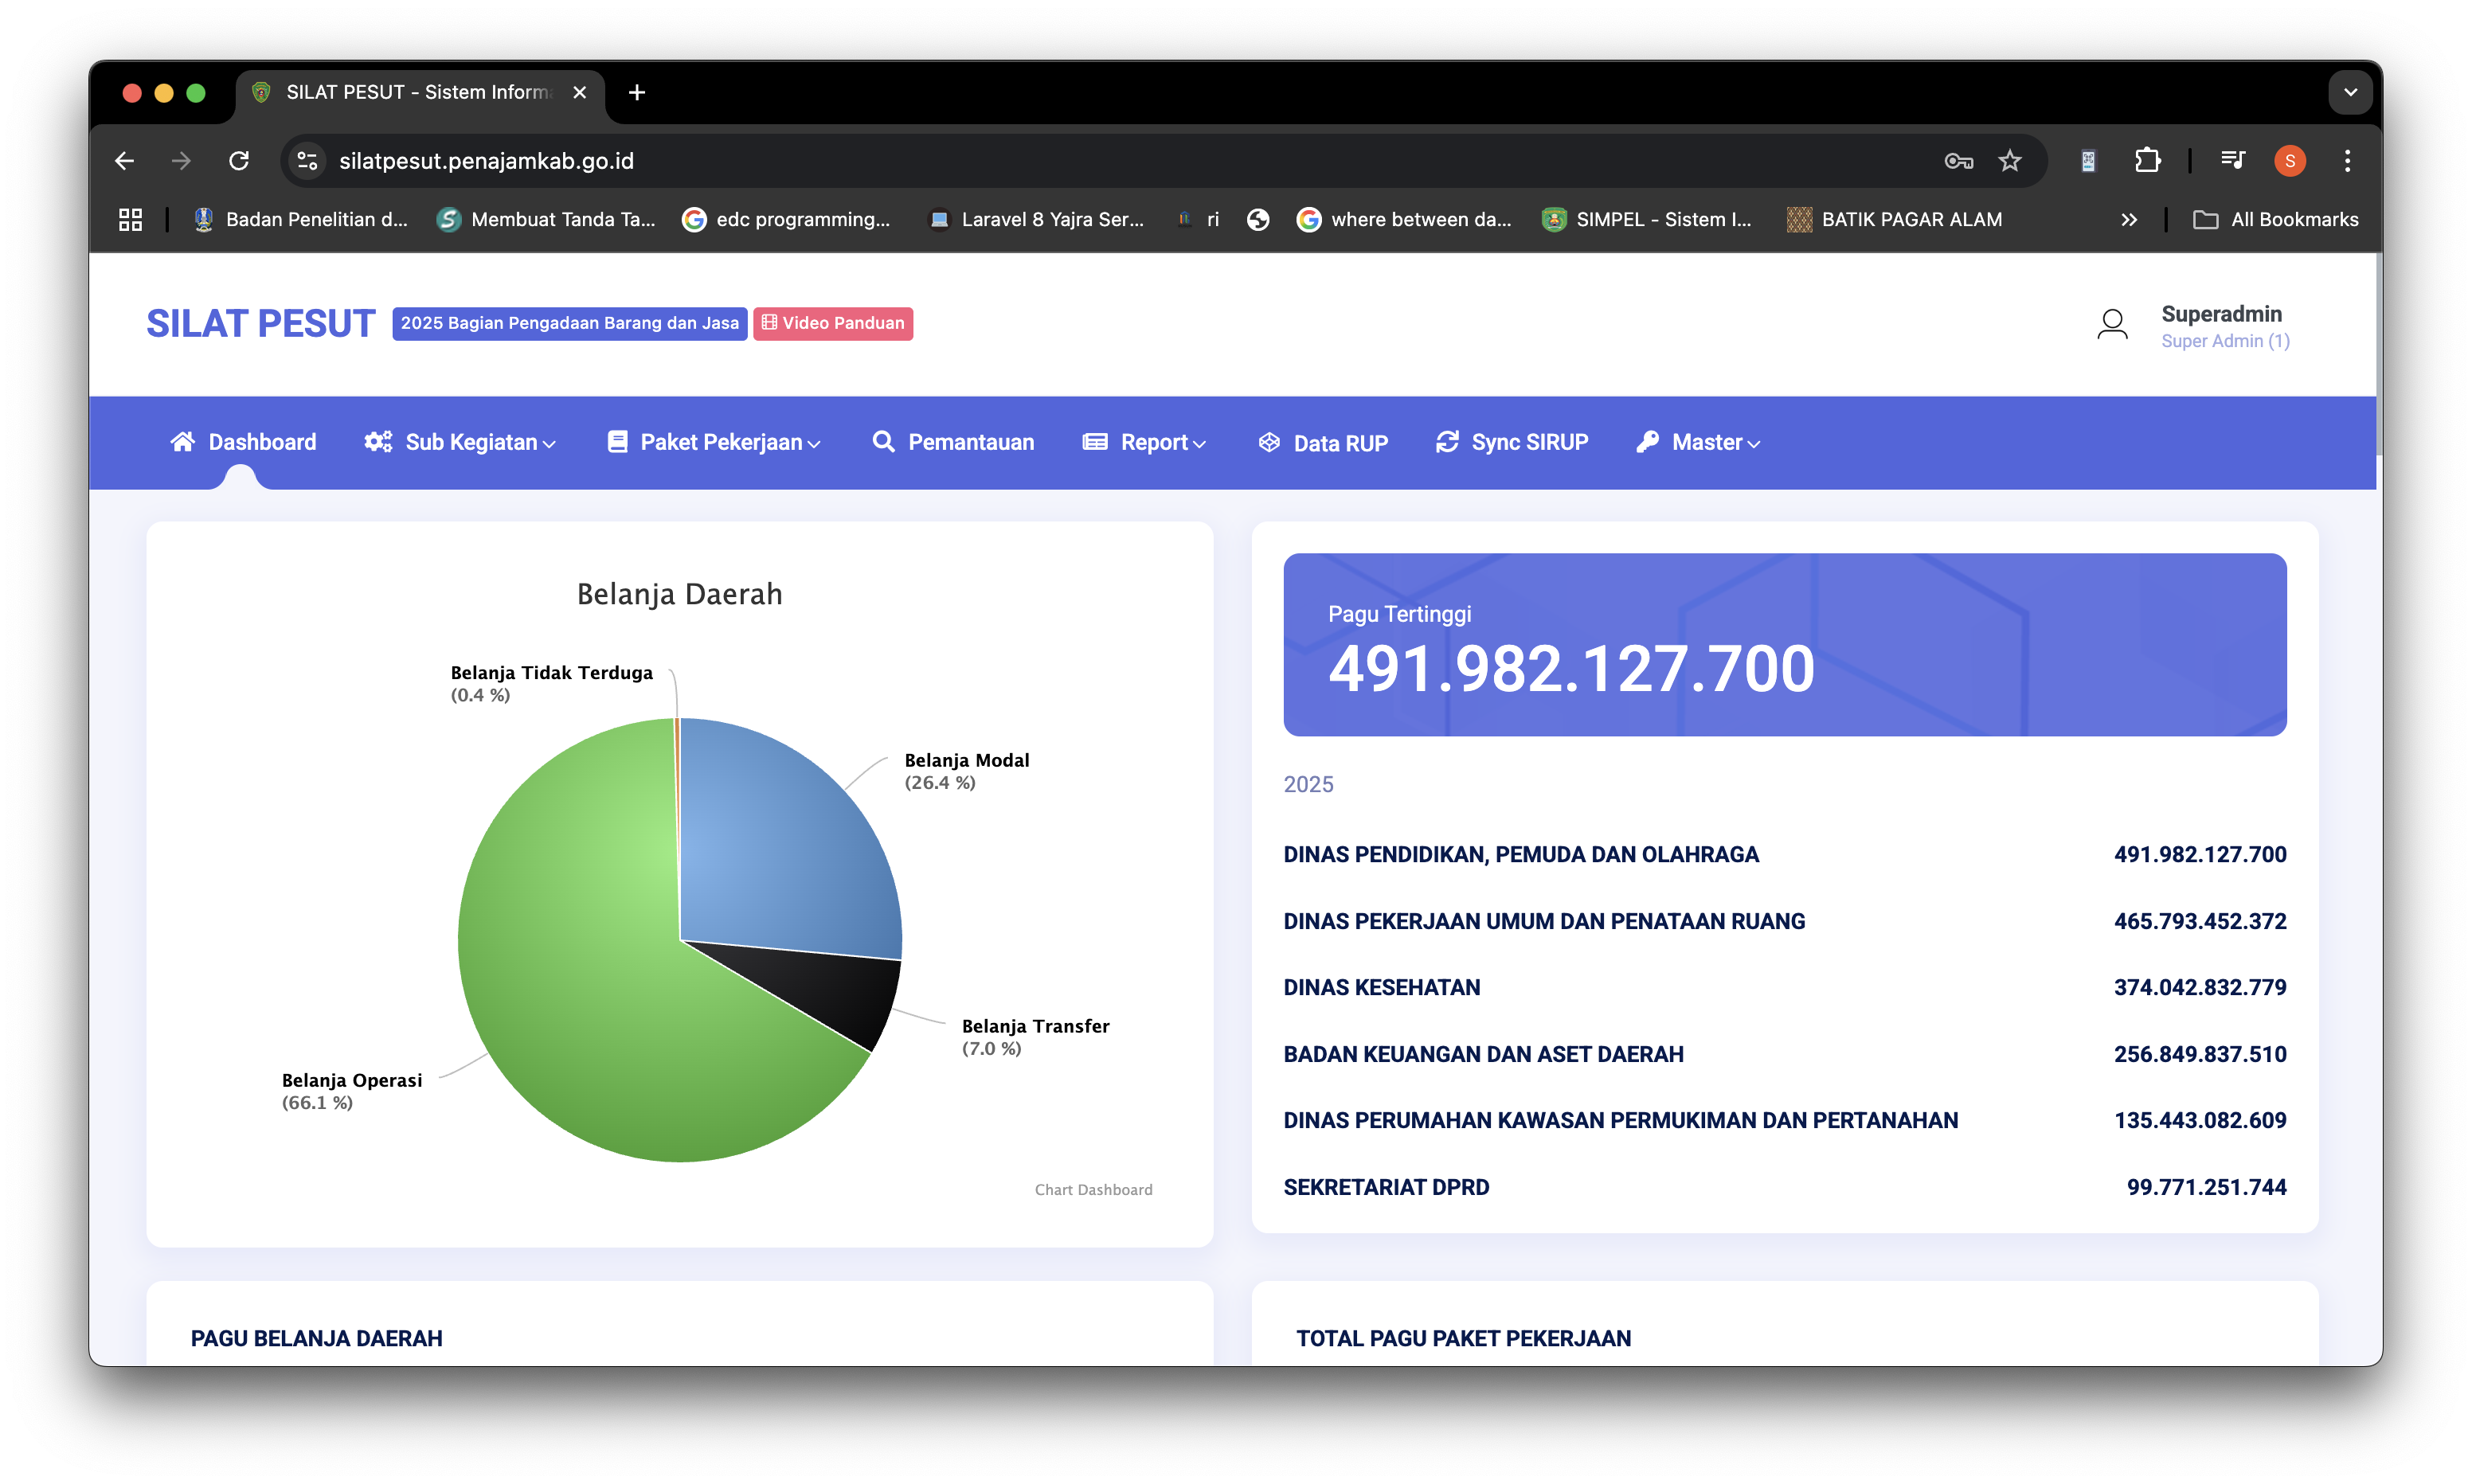 SILAT PESUT - Sistem Inform
silatpesut.penajamkab.go.id
S
Badan Penelitian d...
Membuat Tanda Ta...
edc programming...
Laravel 8 Yajra Ser...
ri
where between da...
SIMPEL - Sistem I...
BATIK PAGAR ALAM
All Bookmarks
SILAT PESUT
2025 Bagian Pengadaan Barang dan Jasa
Video Panduan
Superadmin
Super Admin (1)
Dashboard
Sub Kegiatan
Paket Pekerjaan
Pemantauan
Report
Data RUP
Sync SIRUP
Master
Belanja Daerah
Belanja Tidak Terduga
(0.4 %)
Belanja Modal
(26.4 %)
Belanja Transfer
(7.0 %)
Belanja Operasi
(66.1 %)
Chart Dashboard
Pagu Tertinggi
491.982.127.700
2025
DINAS PENDIDIKAN, PEMUDA DAN OLAHRAGA 491.982.127.700
DINAS PEKERJAAN UMUM DAN PENATAAN RUANG 465.793.452.372
DINAS KESEHATAN 374.042.832.779
BADAN KEUANGAN DAN ASET DAERAH 256.849.837.510
DINAS PERUMAHAN KAWASAN PERMUKIMAN DAN PERTANAHAN 135.443.082.609
SEKRETARIAT DPRD 99.771.251.744
PAGU BELANJA DAERAH
TOTAL PAGU PAKET PEKERJAAN